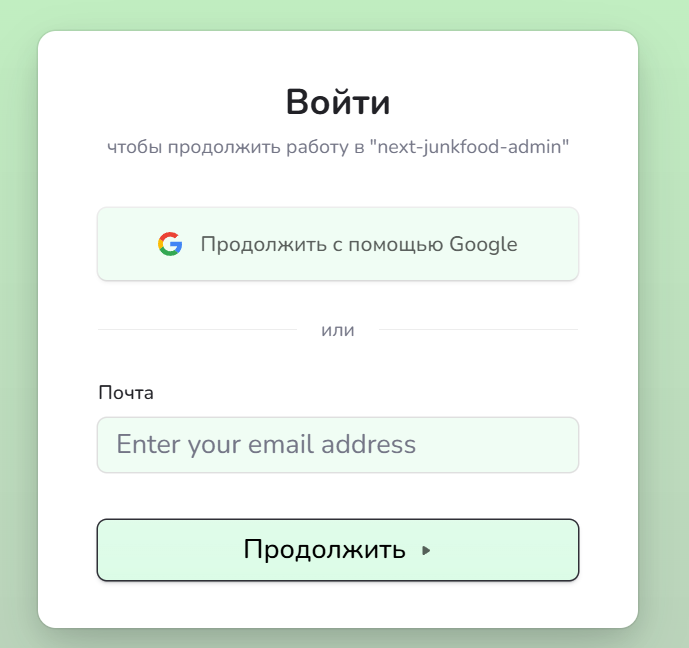 Войти
чтобы продолжить работу в "next-junkfood-admin"
Продолжить с помощью Google
или
Почта
Enter your email address
Продолжить